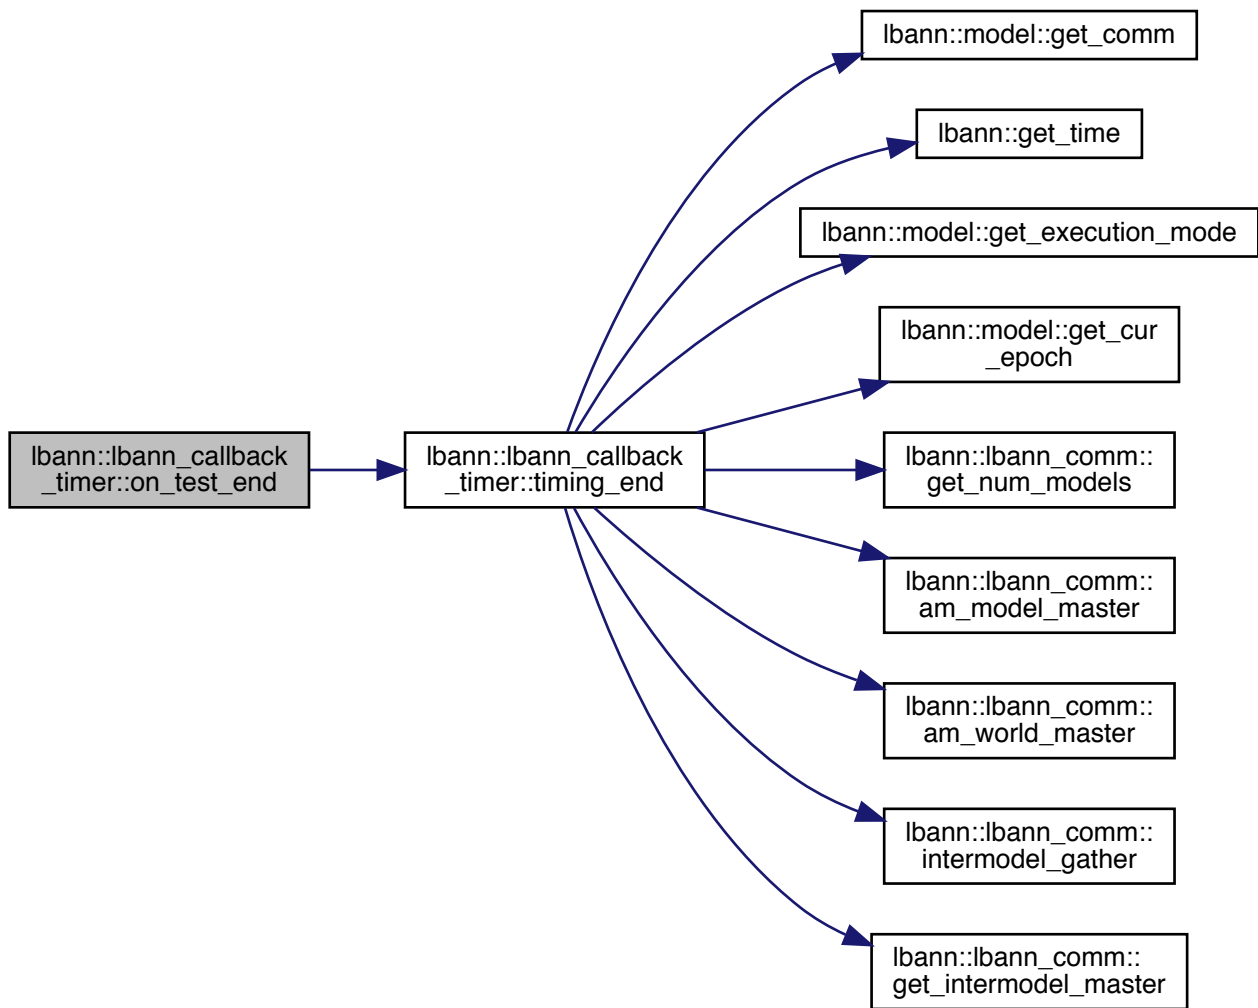 lbann::model::get_comm
lbann::get_time
lbann::model::get_execution_mode
lbann::model::get_cur
_epoch
lbann::lbann_callback
_timer::on_test_end
lbann::lbann_callback
_timer::timing_end
lbann::lbann_comm::
get_num_models
lbann::lbann_comm::
am_model_master
lbann::lbann_comm::
am_world_master
lbann::lbann_comm::
intermodel_gather
lbann::lbann_comm::
get_intermodel_master